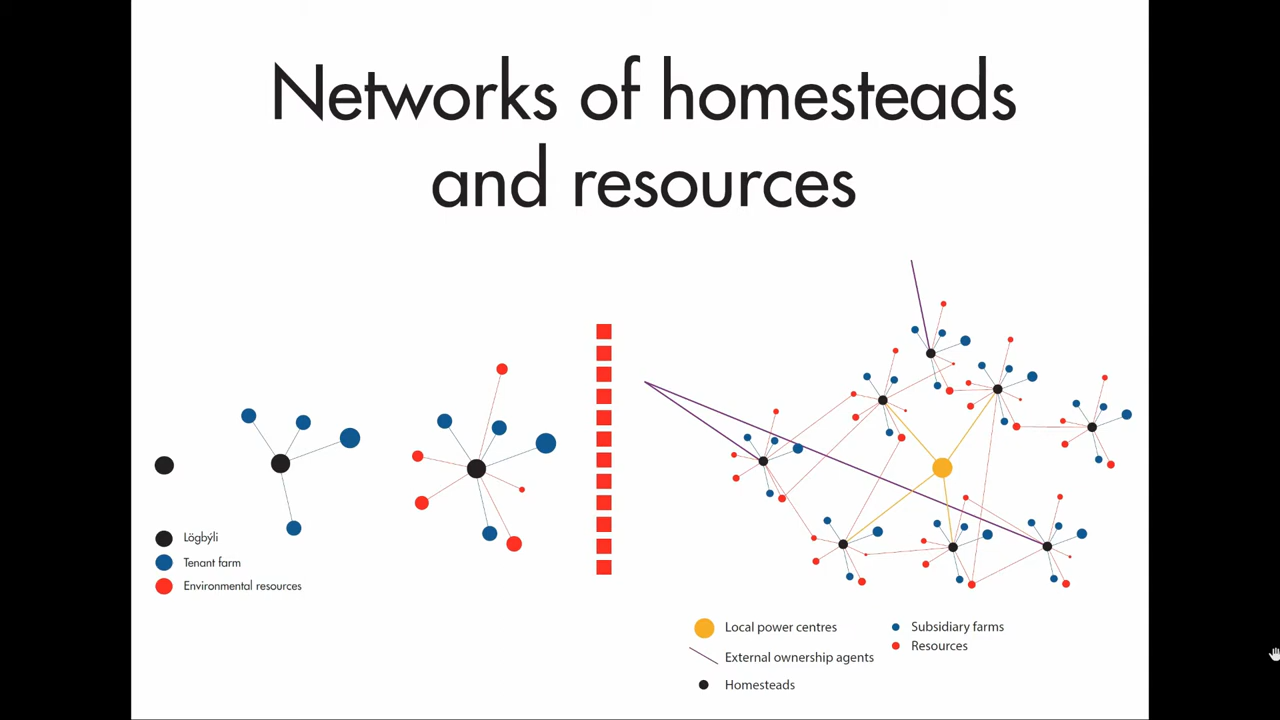 Networks of homesteads
and resources
Lögbýli
Tenant farm
Environmental resources
Local power centres
External ownership agents
Homesteads
Subsidiary farms
Resources